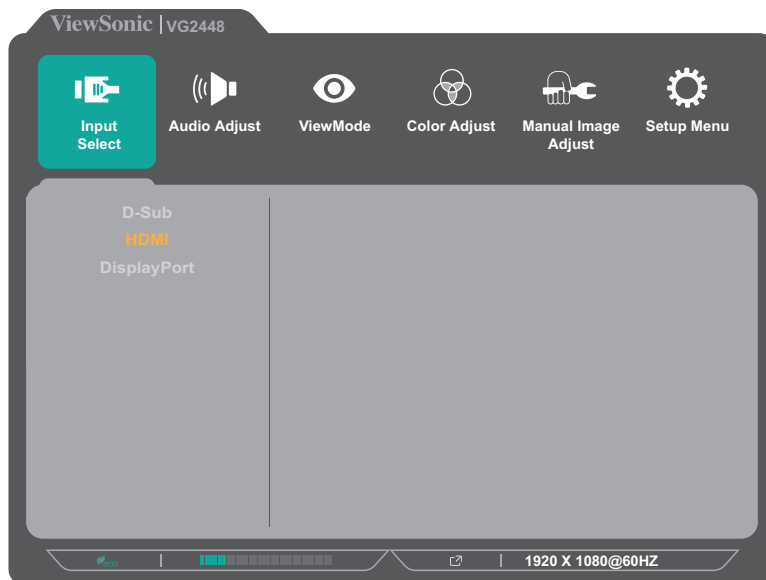 ViewSonic | VG2448
Input Select
Audio Adjust
ViewMode
Color Adjust
Manual Image Adjust
Setup Menu
D-Sub
HDMI
DisplayPort
eco
1920 X 1080@60HZ